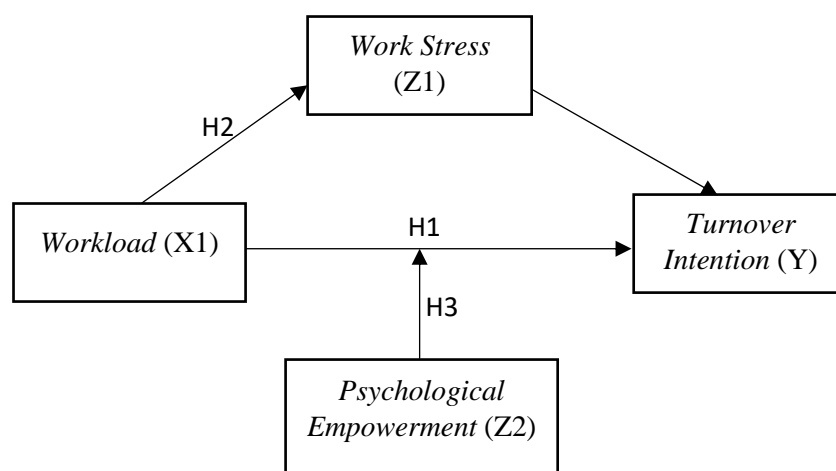 Work Stress
(Z1)
H2
Workload (X1)
H1
Turnover
Intention (Y)
H3
Psychological
Empowerment (Z2)